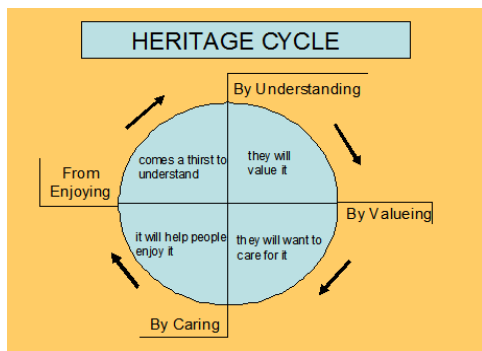 HERITAGE CYCLE
By Understanding
comes a thirst to
understand
they will
value it
From
Enjoying
By Valueing
it will help people
enjoy it
they will want to
care for it
By Caring